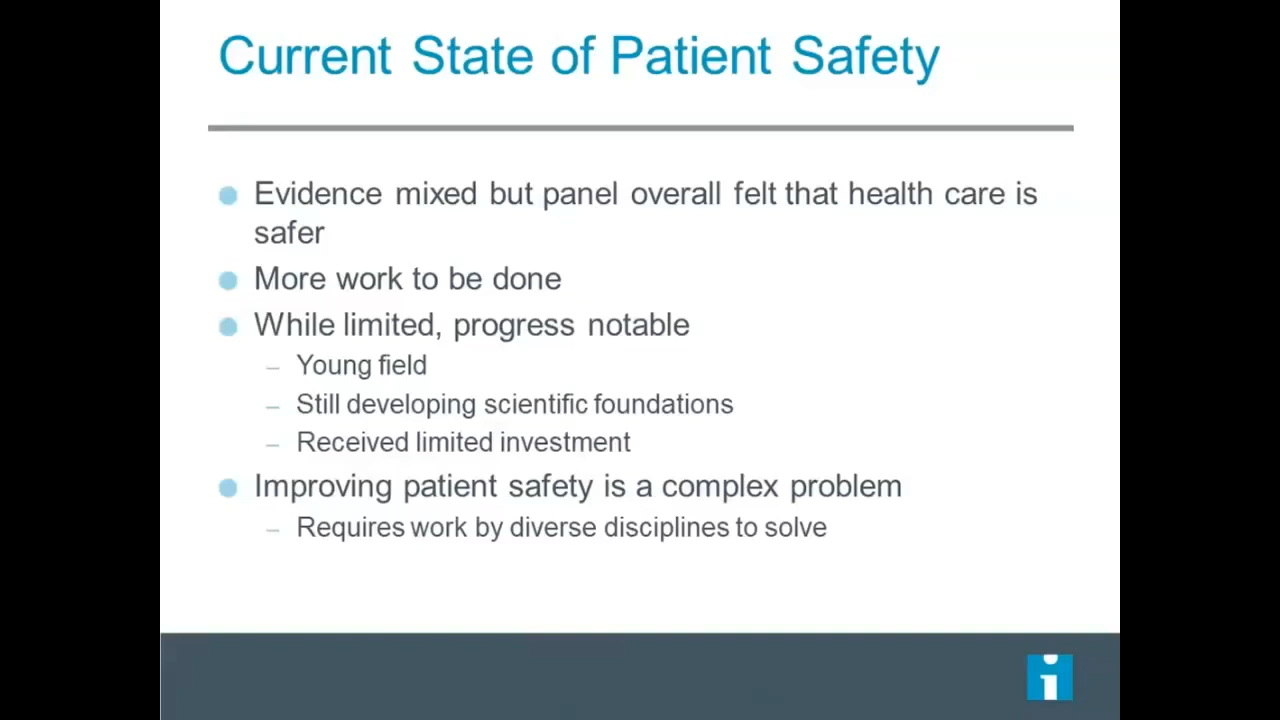 Current State of Patient Safety
Evidence mixed but panel overall felt that health care is
safer
More work to be done
While limited, progress notable
– Young field
– Still developing scientific foundations
– Received limited investment
Improving patient safety is a complex problem
– Requires work by diverse disciplines to solve
i